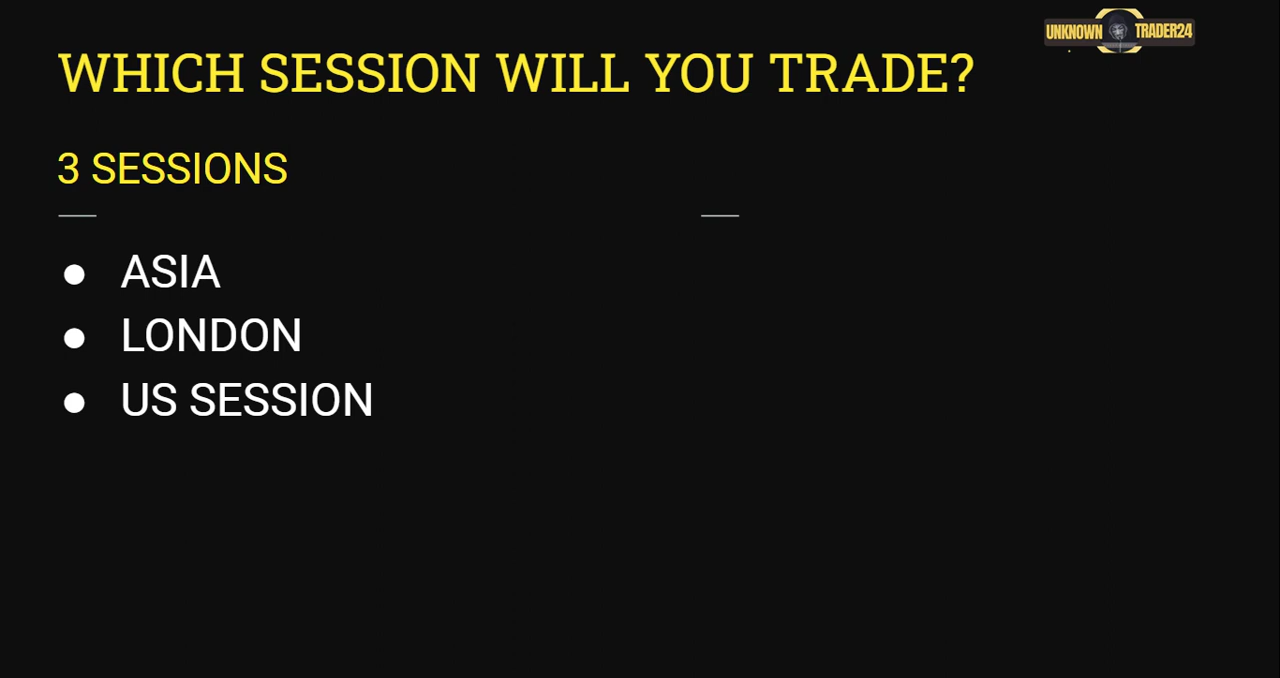 UNKNOWN TRADER24
WHICH SESSION WILL YOU TRADE?
3 SESSIONS
● ASIA
● LONDON
● US SESSION